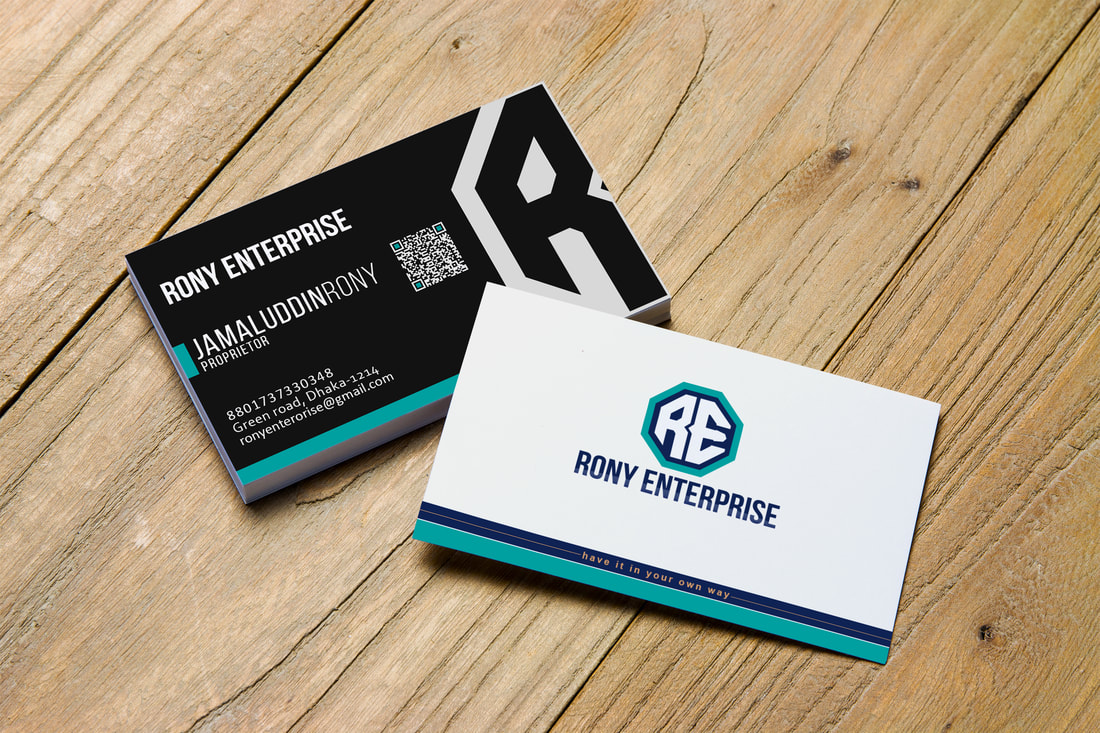 RONY ENTERPRISE
JAMALUDDINRONY
PROPRIETOR
8801737330348
Green road, Dhaka-1214
ronyenterorise@gmail.com
R
RE
RONY ENTERPRISE
have it in your own way